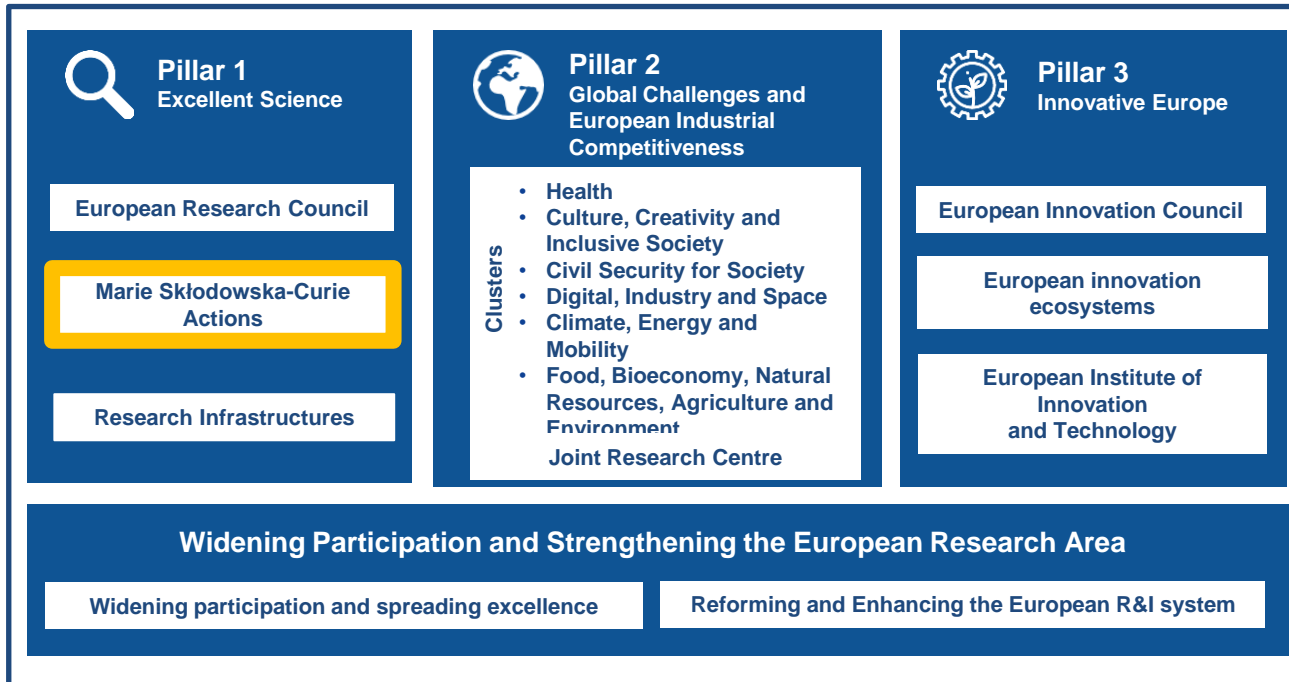 Pillar 1
Excellent Science
European Research Council
Marie Skłodowska-Curie
Actions
Research Infrastructures
Pillar 2
Global Challenges and
European Industrial
Competitiveness
Clusters
• Health
• Culture, Creativity and
Inclusive Society
• Civil Security for Society
• Digital, Industry and Space
• Climate, Energy and
Mobility
• Food, Bioeconomy, Natural
Resources, Agriculture and
Environment
Joint Research Centre
Pillar 3
Innovative Europe
European Innovation Council
European innovation
ecosystems
European Institute of
Innovation
and Technology
Widening Participation and Strengthening the European Research Area
Widening participation and spreading excellence
Reforming and Enhancing the European R&I system